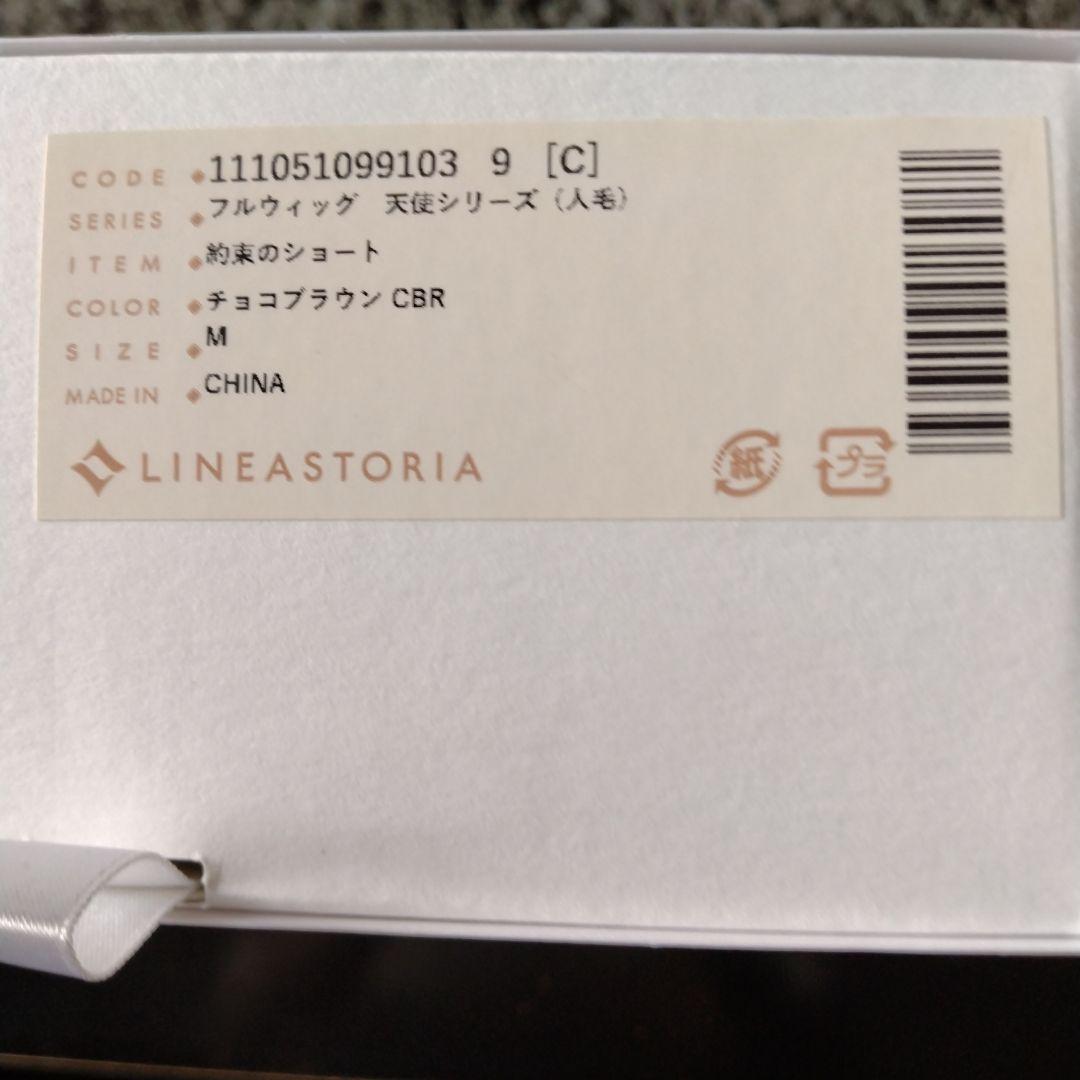 CODE ◆111051099103 9 [C]
SERIES ◆フルウィッグ 天使シリーズ（人毛）
ITEM ◆約束のショート
COLOR ◆チョコブラウン CBR
SIZE ◆M
MADE IN ◆CHINA
LINEASTORIA
紙
プラ